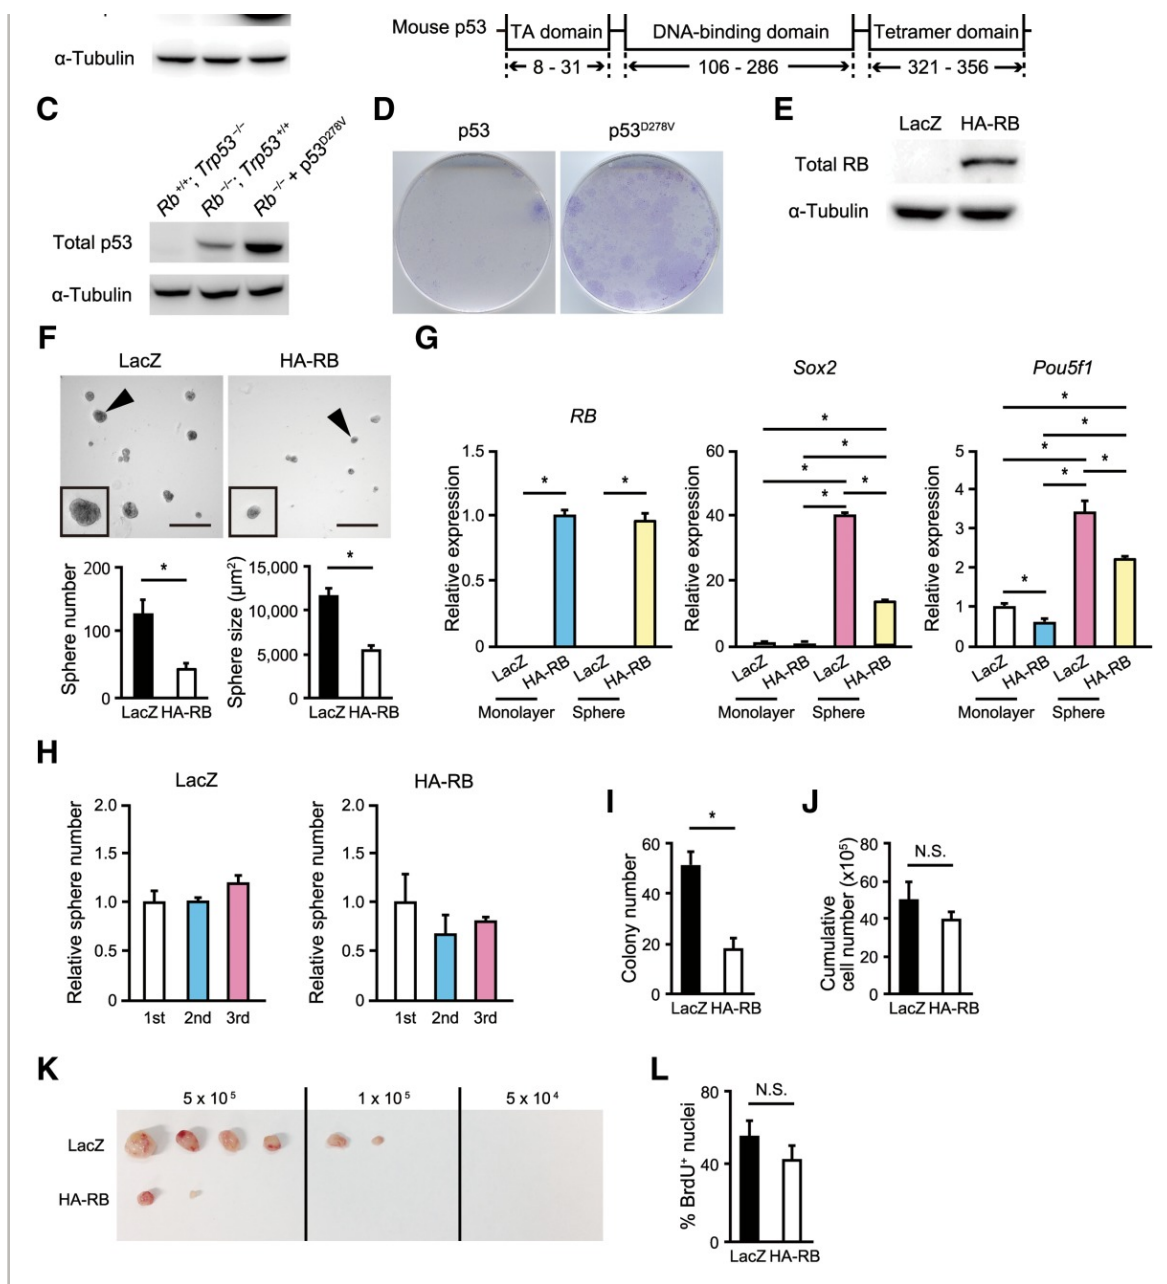 Mouse p53
TA domain
DNA-binding domain
Tetramer domain
α-Tubulin
8 - 31
106 - 286
321 - 356
C
Rb+/+; Trp53−/−
Rb−/−; Trp53+/+
Rb−/− + p53D278V
Total p53
α-Tubulin
D
p53
p53D278V
E
LacZ HA-RB
Total RB
α-Tubulin
F
LacZ
HA-RB
Sphere number
200
100
0
*
LacZ HA-RB
Sphere size (μm²)
15,000
10,000
5,000
0
*
LacZ HA-RB
G
RB
Relative expression
1.5
1.0
0.5
0
*
*
LacZ
HA-RB
LacZ
HA-RB
Monolayer
Sphere
Sox2
Relative expression
60
40
20
0
*
*
*
*
*
LacZ
HA-RB
LacZ
HA-RB
Monolayer
Sphere
Pou5f1
Relative expression
5
4
3
2
1
0
*
*
*
*
*
*
LacZ
HA-RB
LacZ
HA-RB
Monolayer
Sphere
H
LacZ
Relative sphere number
2.0
1.5
1.0
0.5
0
1st 2nd 3rd
HA-RB
Relative sphere number
2.0
1.5
1.0
0.5
0
1st 2nd 3rd
I
Colony number
60
40
20
0
*
LacZ HA-RB
J
Cumulative
cell number (x10⁵)
80
60
40
20
0
N.S.
LacZ HA-RB
K
5 x 10⁵
1 x 10⁵
5 x 10⁴
LacZ
HA-RB
L
% BrdU⁺ nuclei
80
40
0
N.S.
LacZ HA-RB